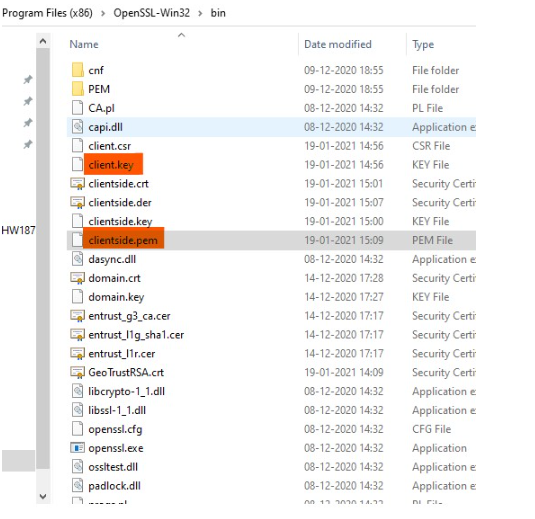 Program Files (x86) > OpenSSL-Win32 > bin
Name Date modified Type
cnf 09-12-2020 18:55 File folder
PEM 09-12-2020 18:55 File folder
CA.pl 08-12-2020 14:32 PL File
capi.dll 08-12-2020 14:32 Application e
client.csr 19-01-2021 14:56 CSR File
client.key 19-01-2021 14:56 KEY File
clientside.crt 19-01-2021 15:01 Security Certi
clientside.der 19-01-2021 15:07 Security Certi
clientside.key 19-01-2021 15:00 KEY File
HW187
clientside.pem 19-01-2021 15:09 PEM File
dasync.dll 08-12-2020 14:32 Application e
domain.crt 14-12-2020 17:28 Security Certi
domain.key 14-12-2020 17:27 KEY File
entrust_g3_ca.cer 14-12-2020 17:17 Security Certi
entrust_l1g_sha1.cer 14-12-2020 17:17 Security Certi
entrust_l1r.cer 14-12-2020 17:17 Security Certi
GeoTrustRSA.crt 19-01-2021 14:09 Security Certi
libcrypto-1_1.dll 08-12-2020 14:32 Application e
libssl-1_1.dll 08-12-2020 14:32 Application e
openssl.cfg 08-12-2020 14:32 CFG File
openssl.exe 08-12-2020 14:32 Application
ossltest.dll 08-12-2020 14:32 Application e
padlock.dll 08-12-2020 14:32 Application e